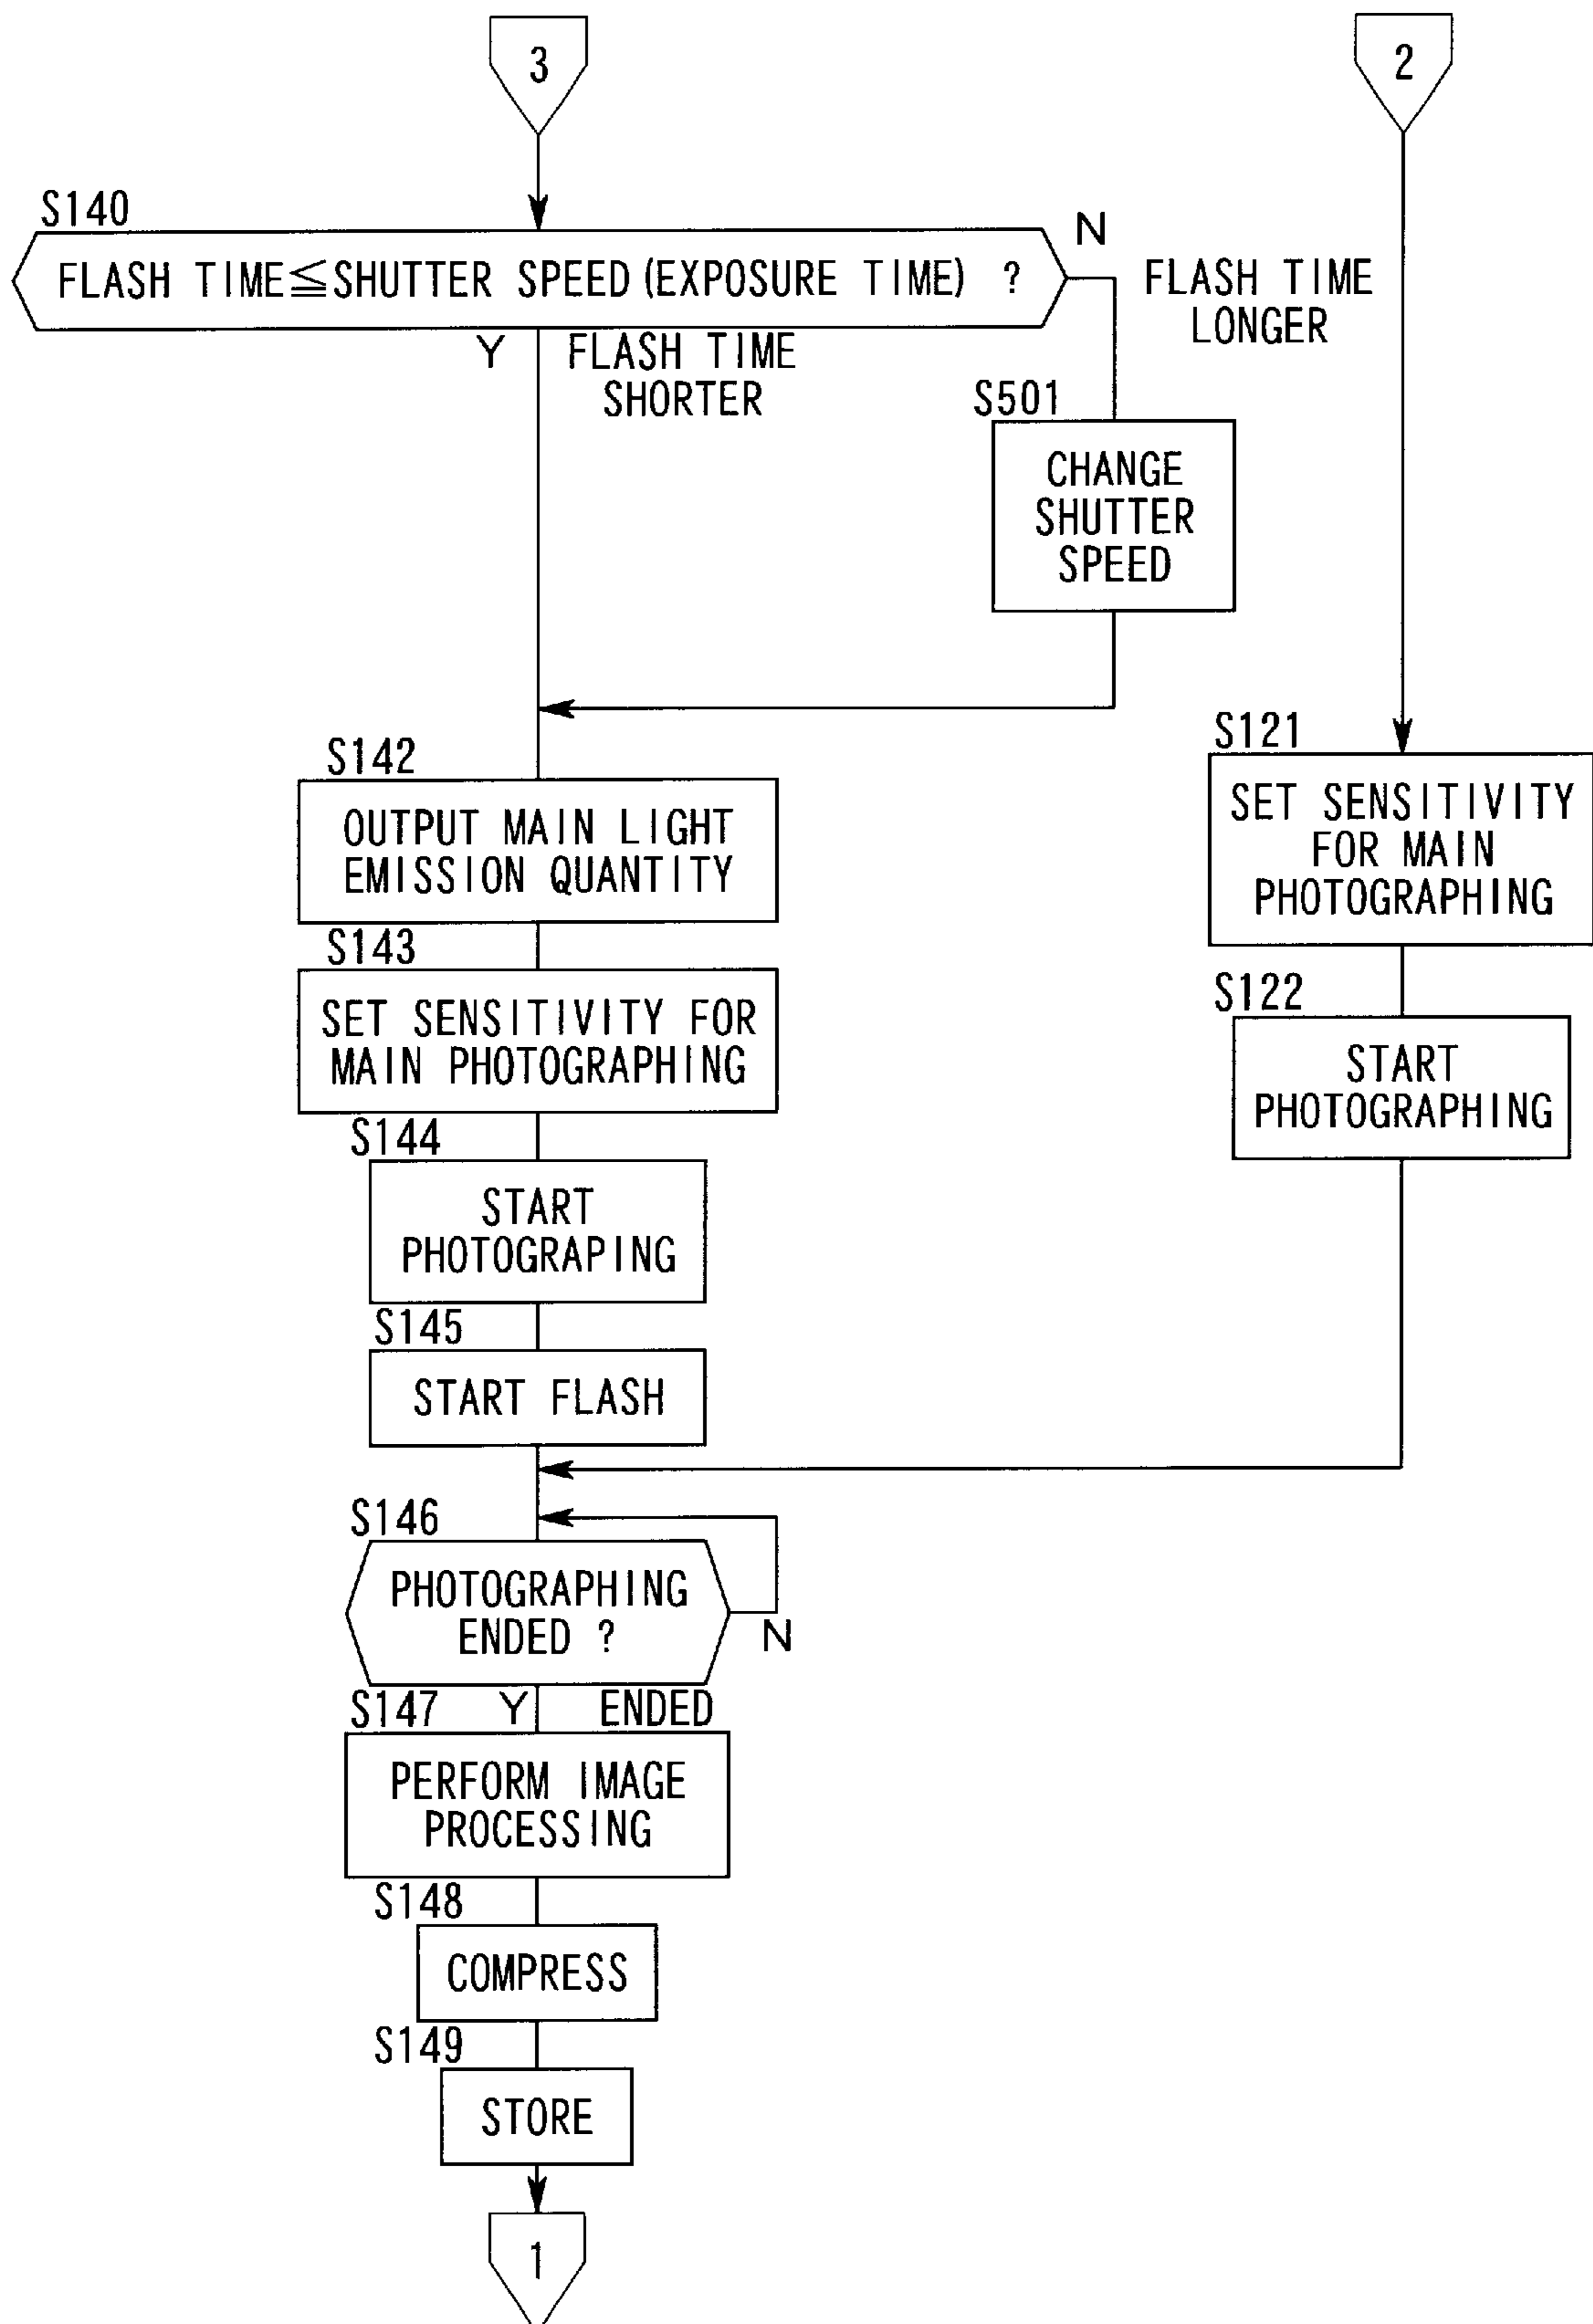 3
2
S140
N
FLASH TIME≦SHUTTER SPEED(EXPOSURE TIME) ?
FLASH TIME
LONGER
Y
FLASH TIME
SHORTER
S501
CHANGE
SHUTTER
SPEED
S142
OUTPUT MAIN LIGHT
EMISSION QUANTITY
S121
SET SENSITIVITY
FOR MAIN
PHOTOGRAPHING
S143
SET SENSITIVITY FOR
MAIN PHOTOGRAPHING
S122
START
PHOTOGRAPHING
S144
START
PHOTOGRAPING
S145
START FLASH
S146
PHOTOGRAPHING
ENDED ?
N
S147
Y
ENDED
PERFORM IMAGE
PROCESSING
S148
COMPRESS
S149
STORE
1